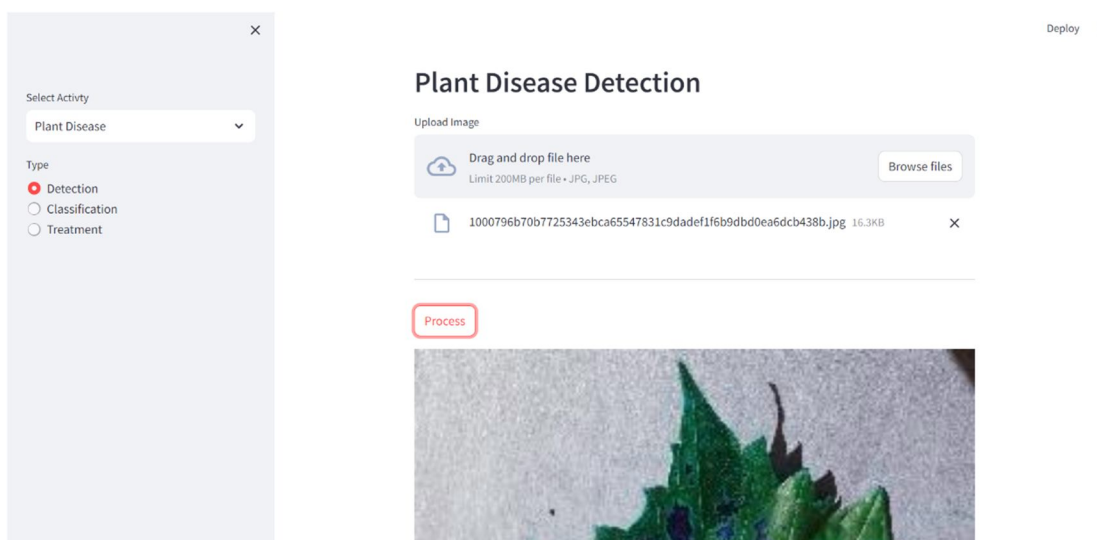 Deploy
Select Activty
Plant Disease
Type
Detection
Classification
Treatment
Plant Disease Detection
Upload Image
Drag and drop file here
Limit 200MB per file • JPG, JPEG
Browse files
1000796b70b7725343ebca65547831c9dadef1f6b9dbd0ea6dcb438b.jpg 16.3KB
Process